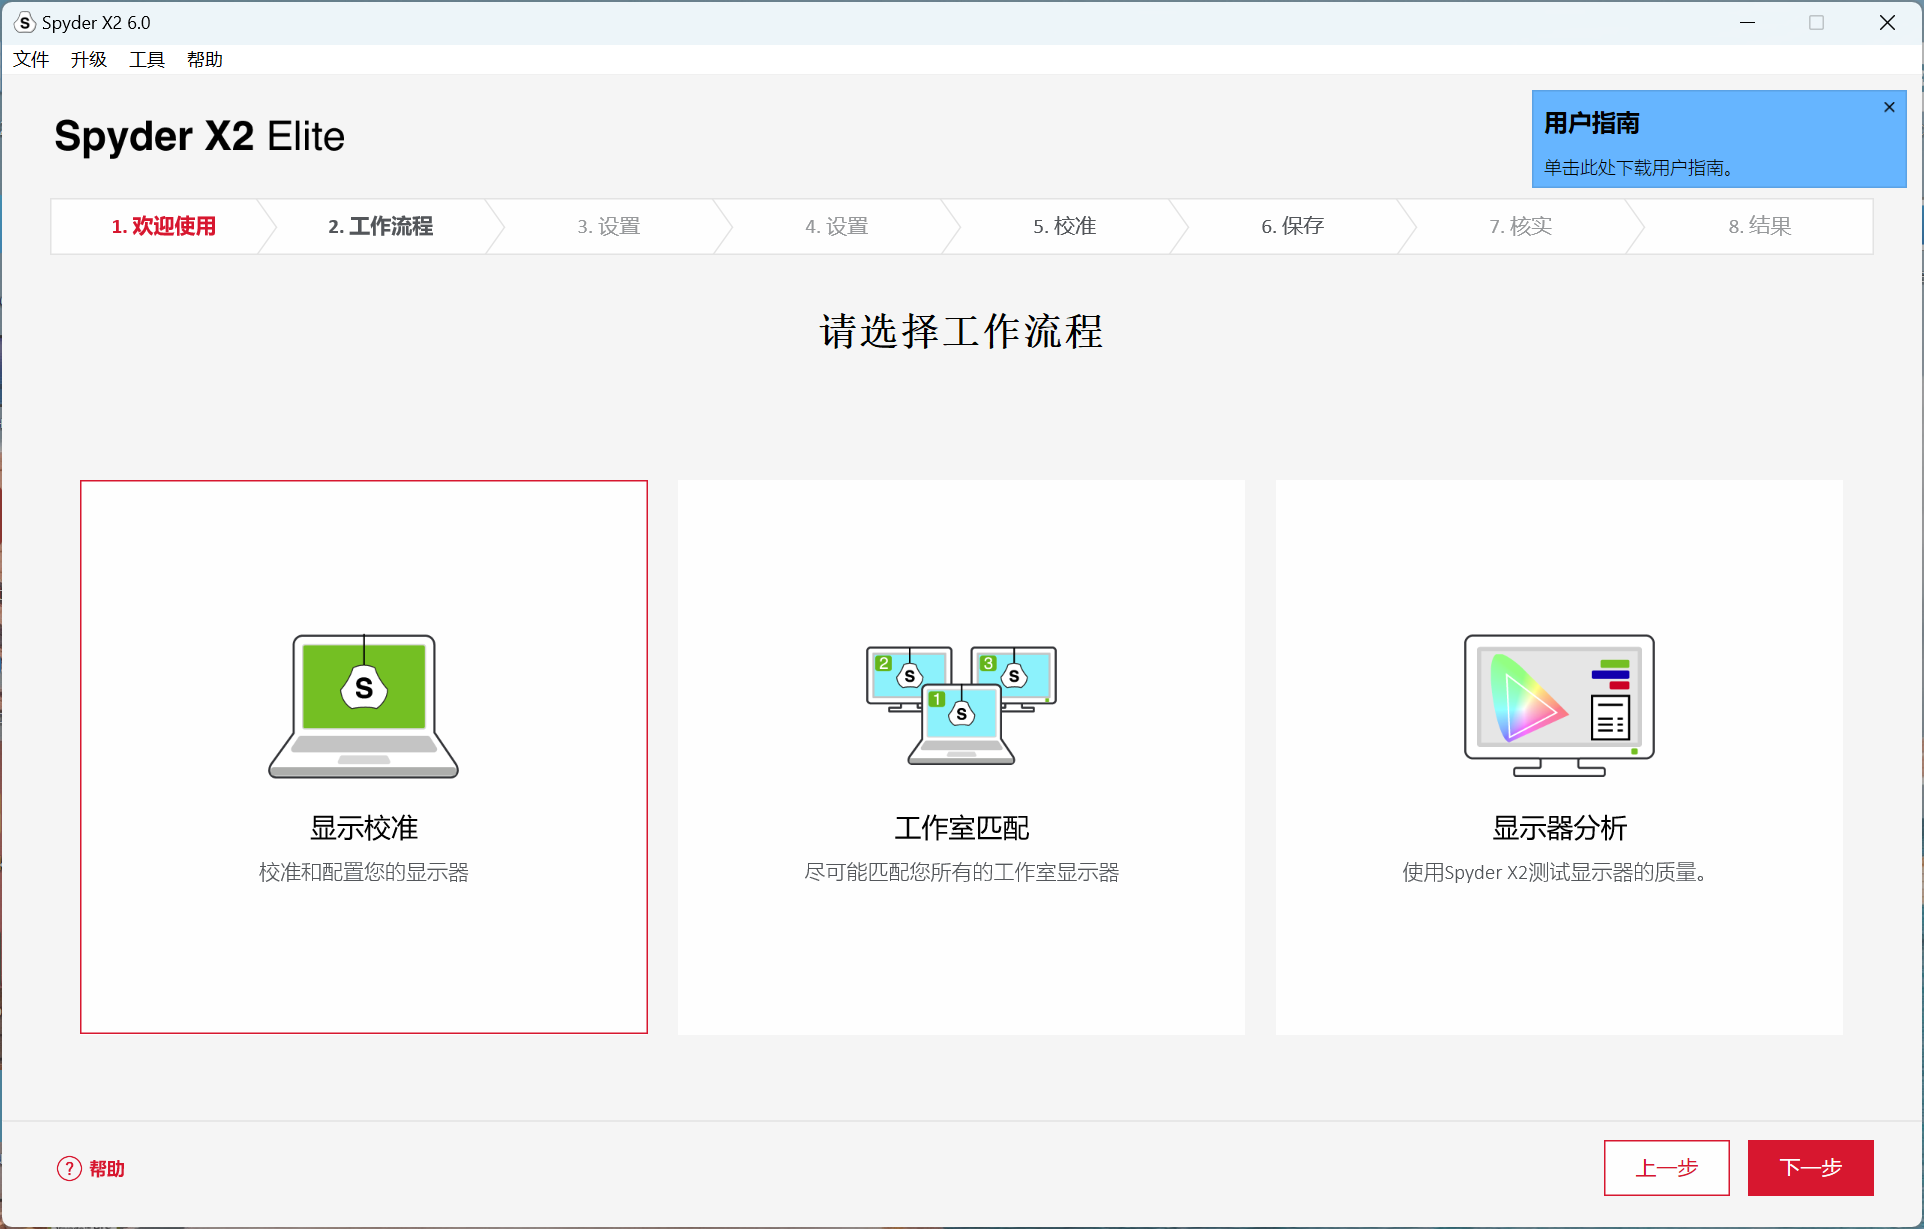 Spyder X2 6.0
文件 升级 工具 帮助
Spyder X2 Elite
用户指南
单击此处下载用户指南。
1. 欢迎使用 2. 工作流程 3. 设置 4. 设置 5. 校准 6. 保存 7. 核实 8. 结果
请选择工作流程
S
2 S 3 S
1 S
显示校准
校准和配置您的显示器
工作室匹配
尽可能匹配您所有的工作室显示器
显示器分析
使用Spyder X2测试显示器的质量。
? 帮助
上一步 下一步